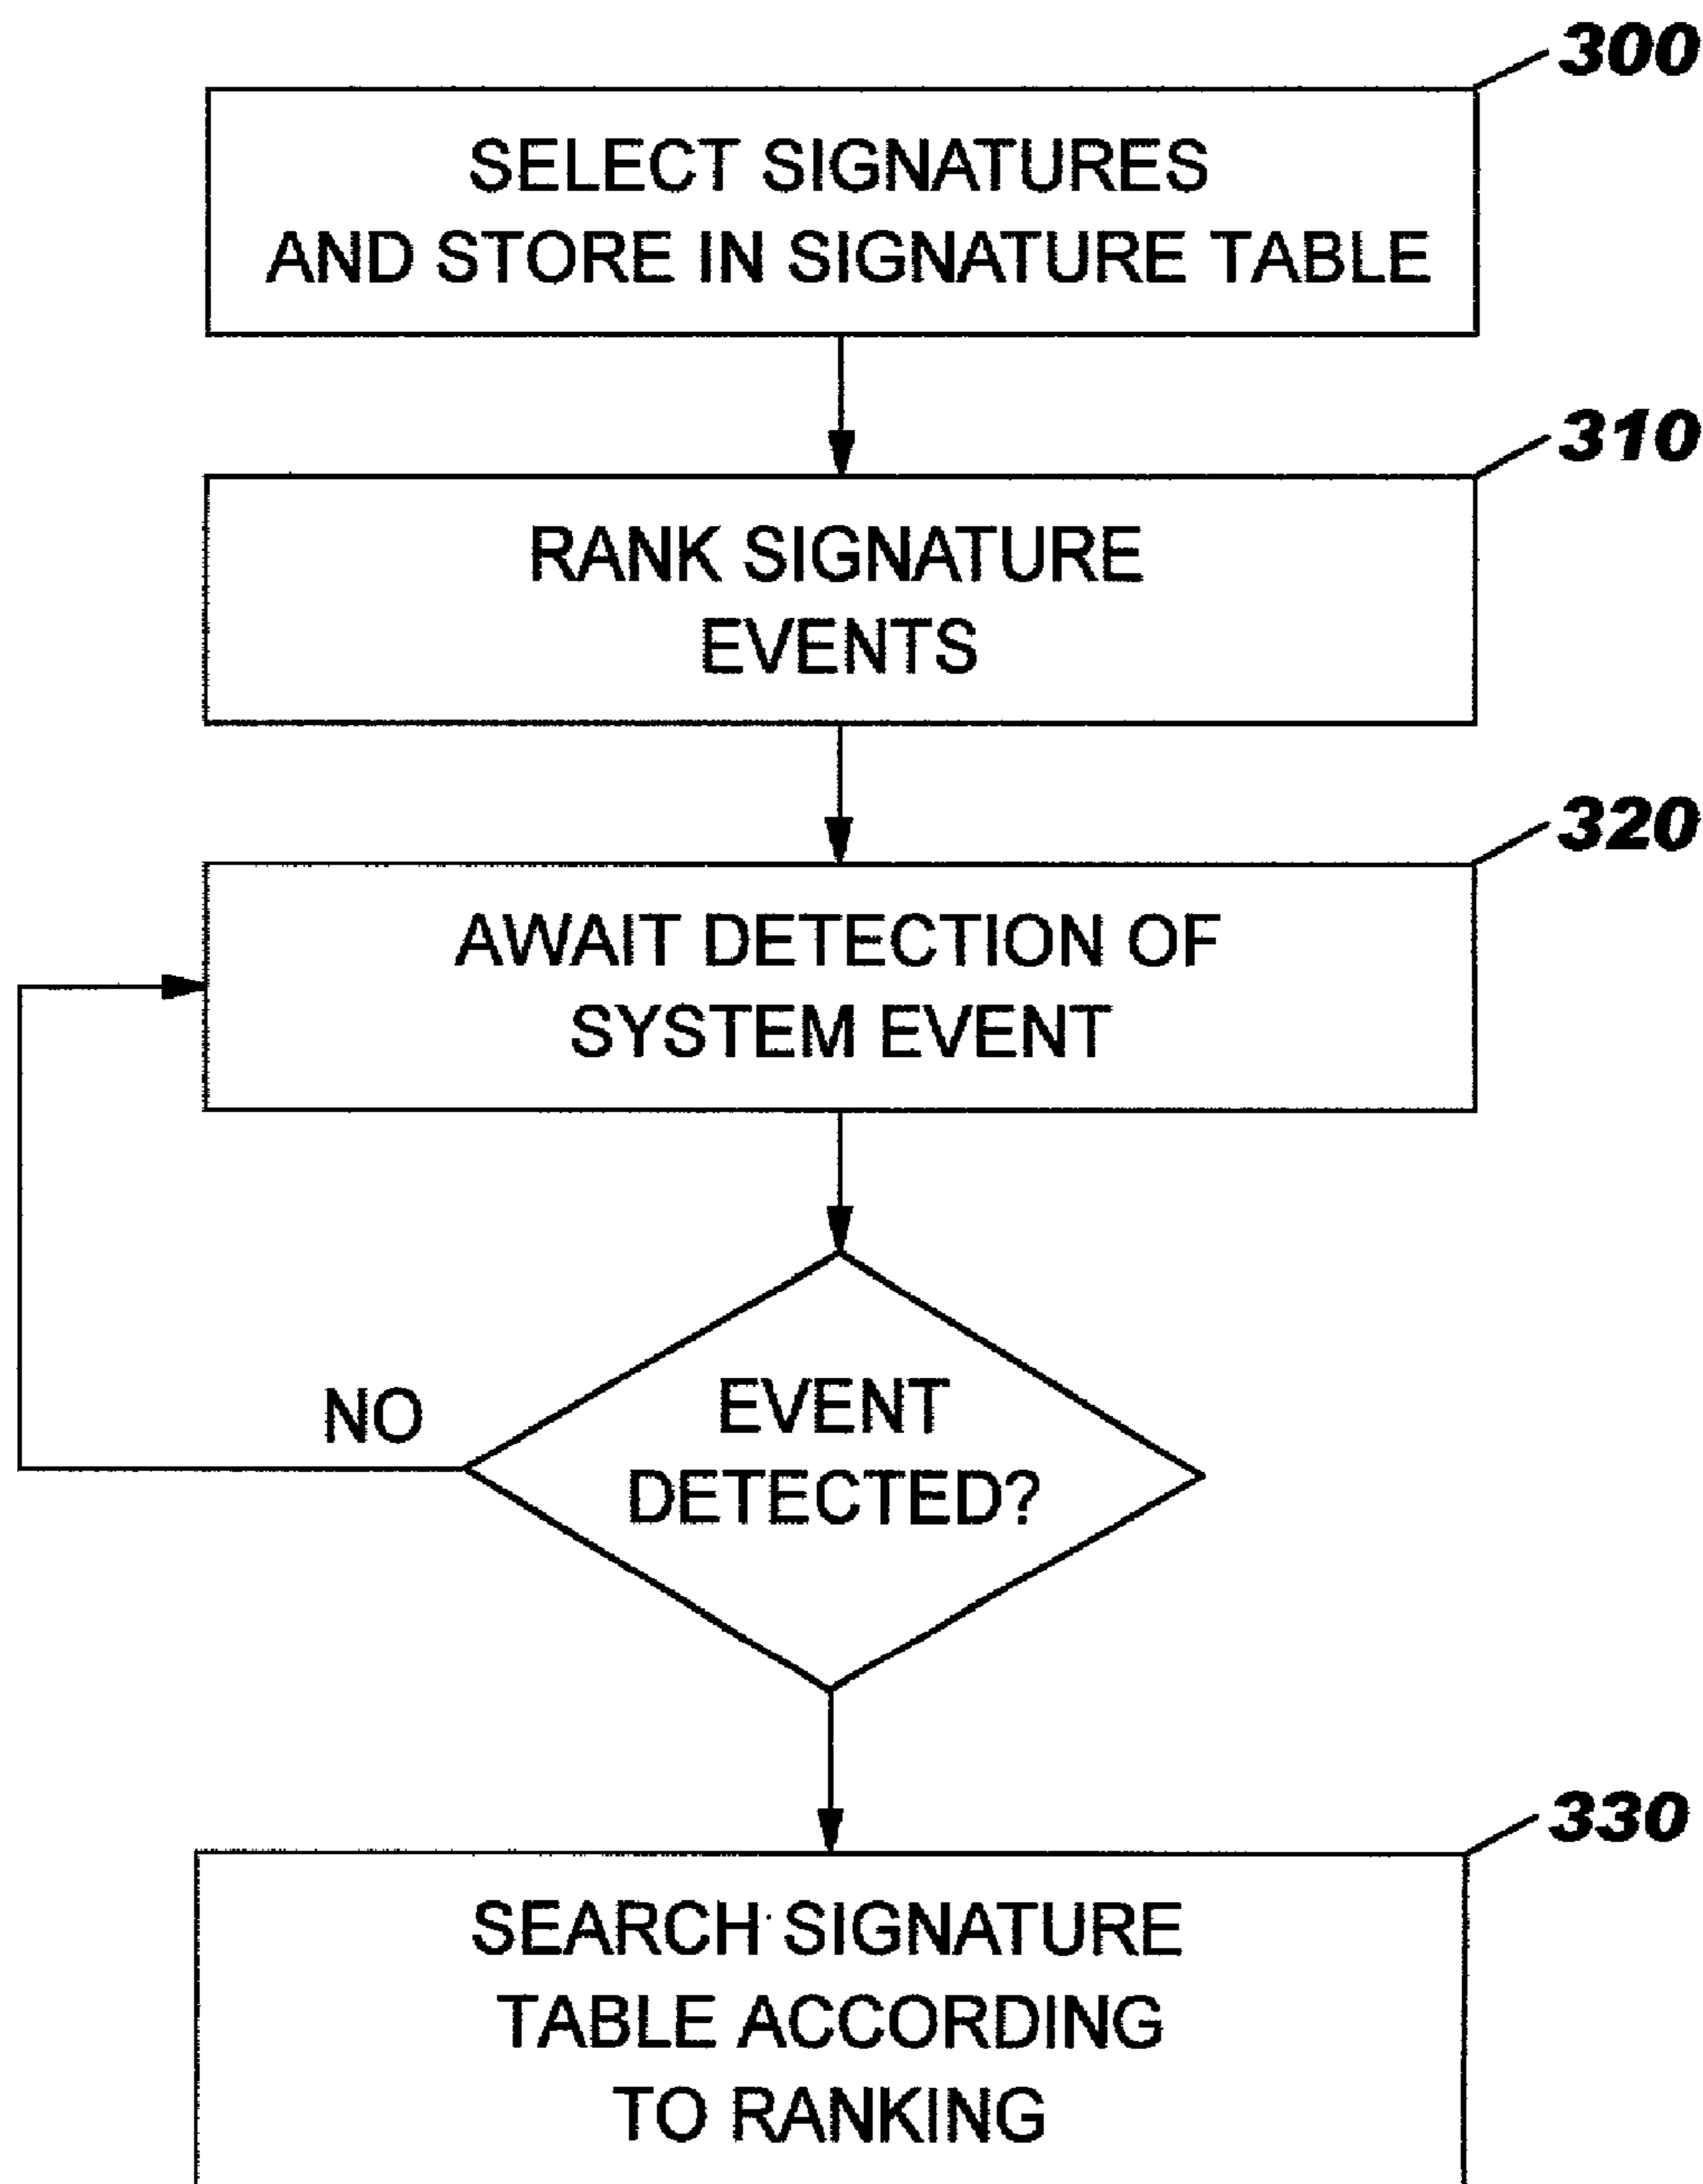 300
SELECT SIGNATURES
AND STORE IN SIGNATURE TABLE
310
RANK SIGNATURE
EVENTS
320
AWAIT DETECTION OF
SYSTEM EVENT
NO
EVENT
DETECTED?
330
SEARCH SIGNATURE
TABLE ACCORDING
TO RANKING